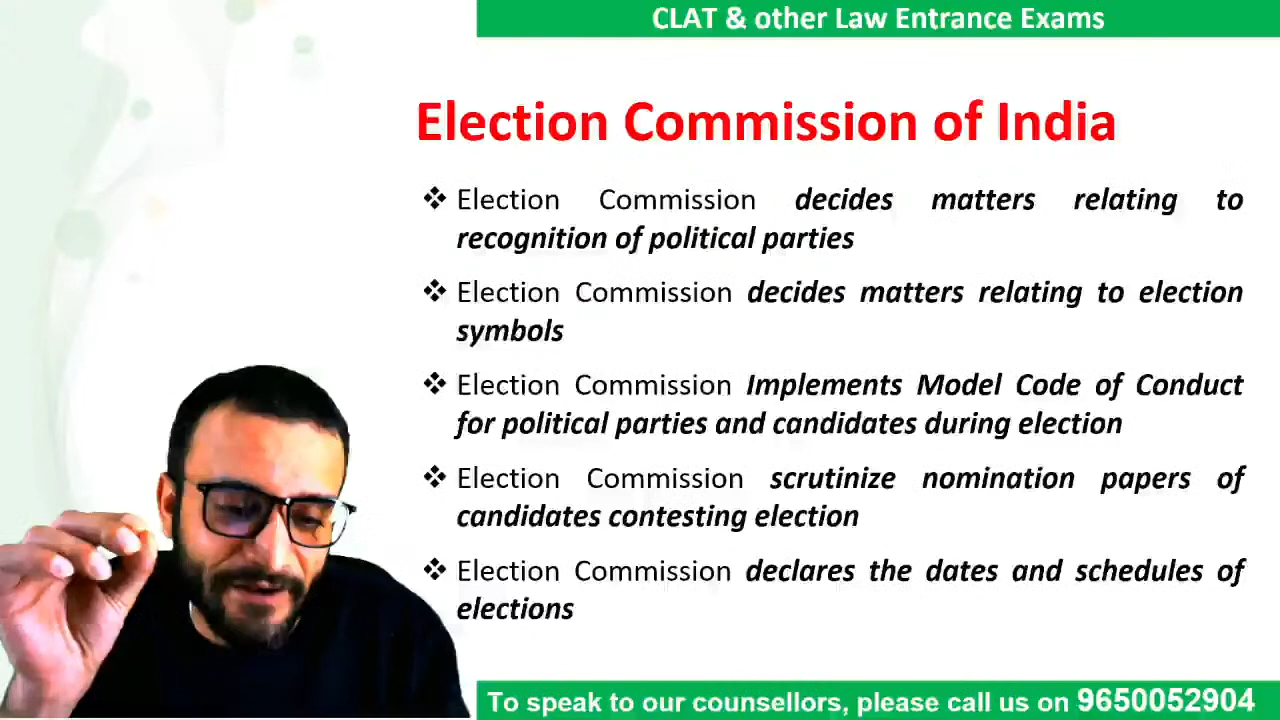 CLAT & other Law Entrance Exams
Election Commission of India
❖ Election Commission decides matters relating to
recognition of political parties
❖ Election Commission decides matters relating to election
symbols
❖ Election Commission Implements Model Code of Conduct
for political parties and candidates during election
❖ Election Commission scrutinize nomination papers of
candidates contesting election
❖ Election Commission declares the dates and schedules of
elections
To speak to our counsellors, please call us on 9650052904